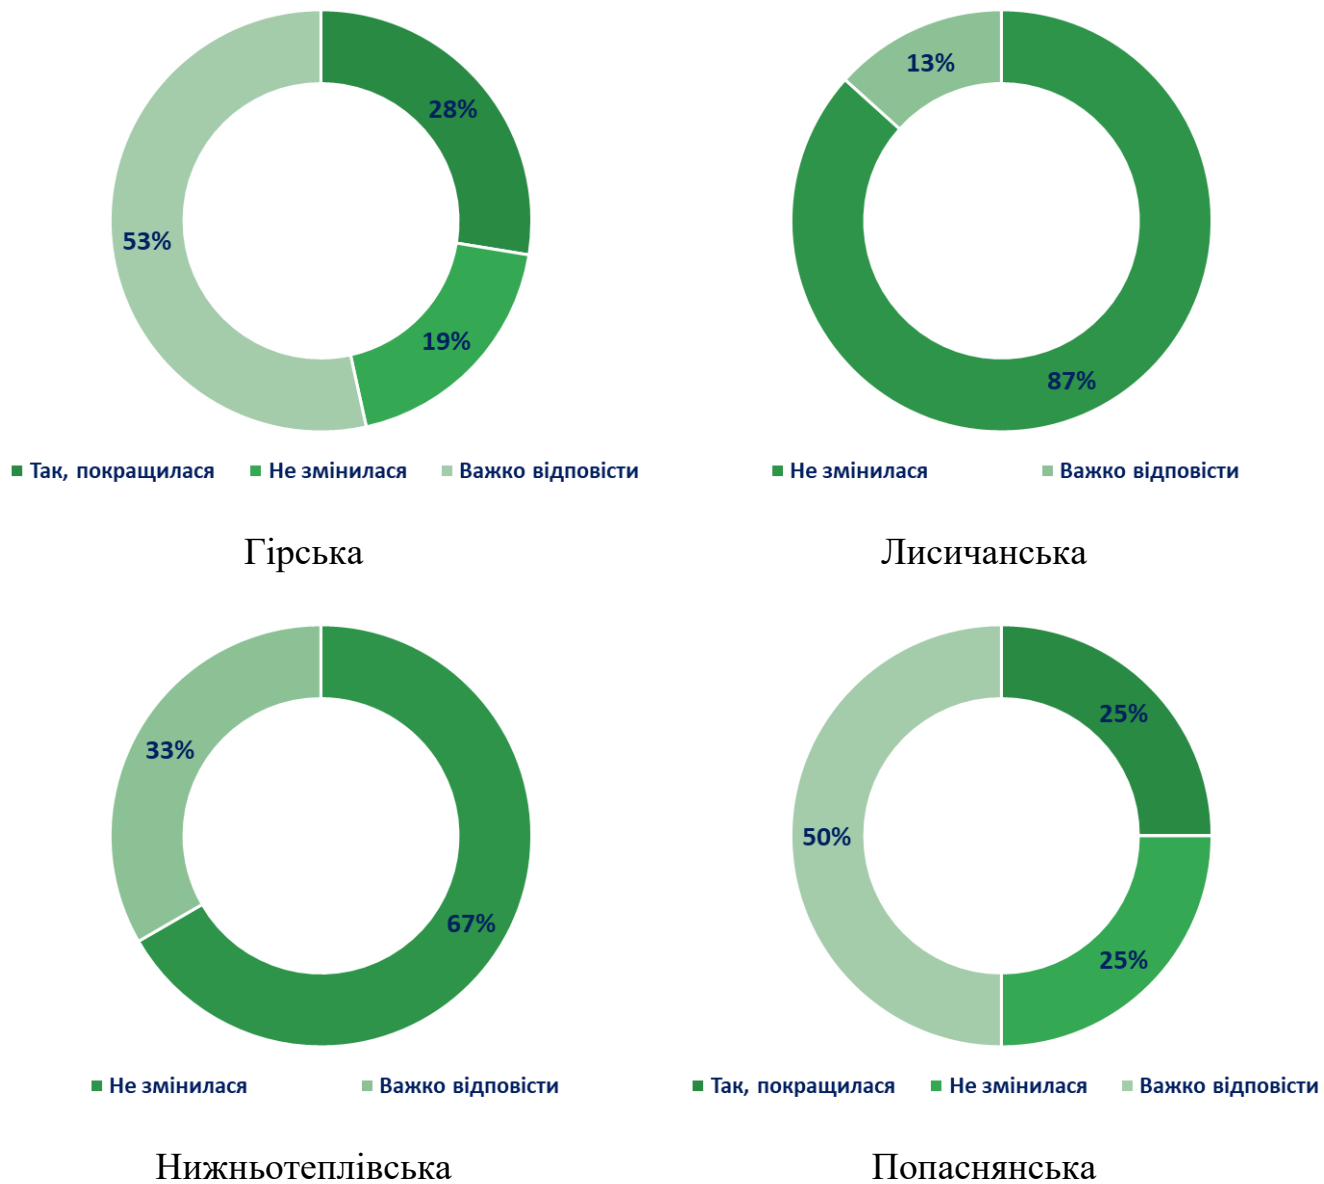 28%
53%
19%
Так, покращилася Не змінилася Важко відповісти
Гірська
13%
87%
Не змінилася Важко відповісти
Лисичанська
33%
67%
Не змінилася Важко відповісти
Нижньотеплівська
25%
50%
25%
Так, покращилася Не змінилася Важко відповісти
Попаснянська